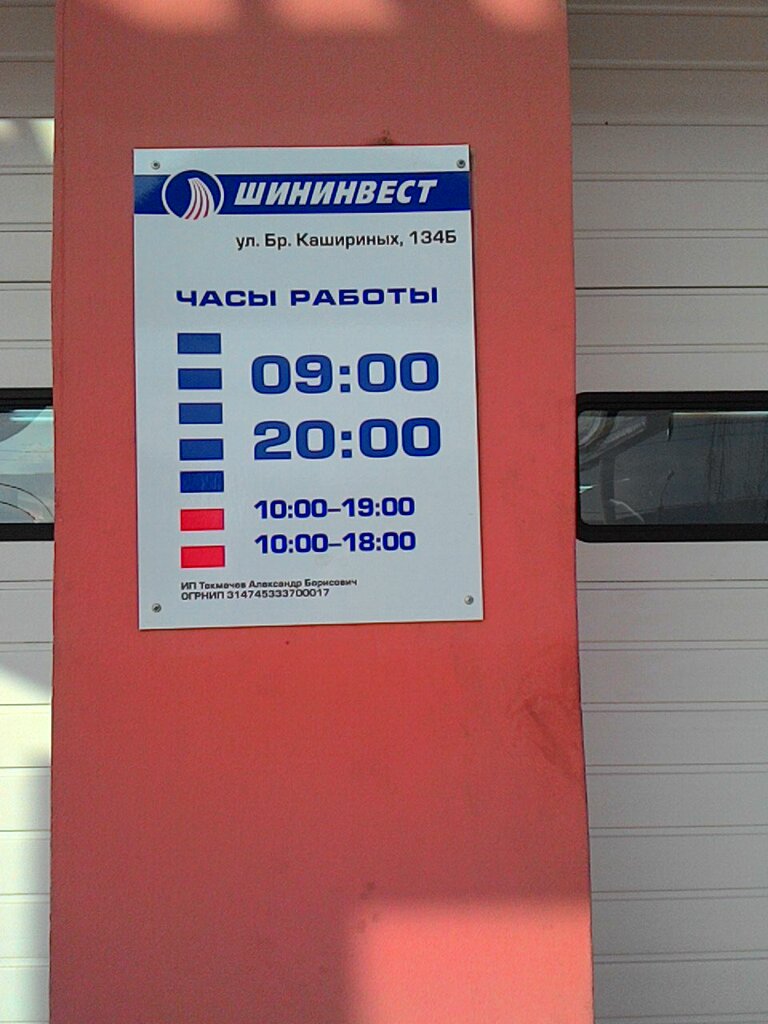 ШИНИНВЕСТ
ул. Бр. Кашириных, 134Б
ЧАСЫ РАБОТЫ
09:00
20:00
10:00–19:00
10:00–18:00
ИП Токмачев Александр Борисович
ОГРНИП 314745333700017